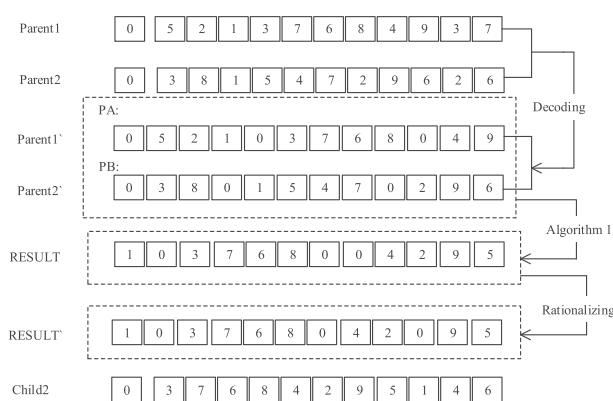 Parent1 0 5 2 1 3 7 6 8 4 9 3 7
Parent2 0 3 8 1 5 4 7 2 9 6 2 6
Decoding
PA:
Parent1` 0 5 2 1 0 3 7 6 8 0 4 9
PB:
Parent2` 0 3 8 0 1 5 4 7 0 2 9 6
Algorithm 1
RESULT 1 0 3 7 6 8 0 0 4 2 9 5
Rationalizing
RESULT` 1 0 3 7 6 8 0 4 2 0 9 5
Child2 0 3 7 6 8 4 2 9 5 1 4 6